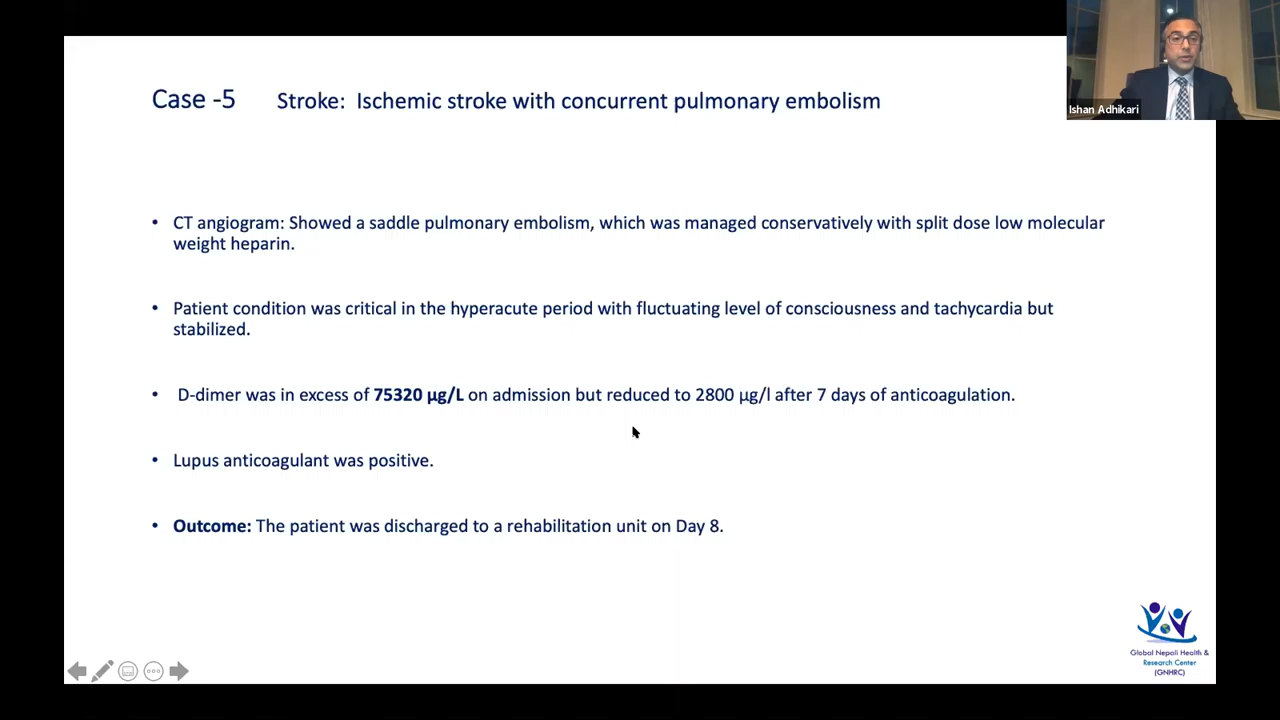 Ishan Adhikari
Case -5 Stroke: Ischemic stroke with concurrent pulmonary embolism
• CT angiogram: Showed a saddle pulmonary embolism, which was managed conservatively with split dose low molecular
weight heparin.
• Patient condition was critical in the hyperacute period with fluctuating level of consciousness and tachycardia but
stabilized.
• D-dimer was in excess of 75320 µg/L on admission but reduced to 2800 µg/l after 7 days of anticoagulation.
• Lupus anticoagulant was positive.
• Outcome: The patient was discharged to a rehabilitation unit on Day 8.
Global Nepali Health &
Research Center
(GNHRC)